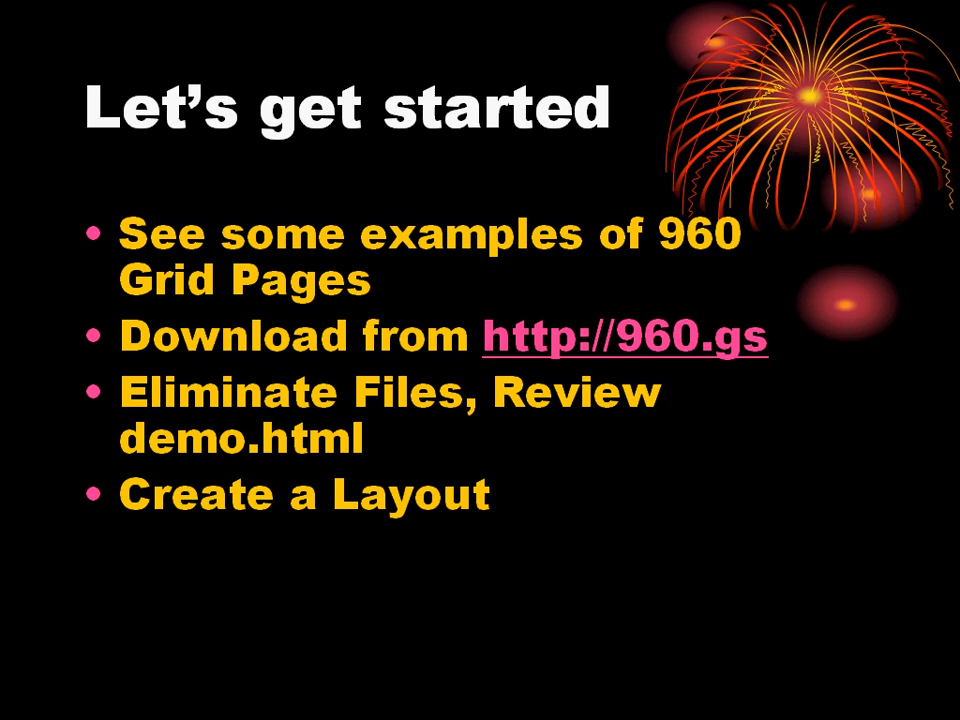 Let’s get started
• See some examples of 960
Grid Pages
• Download from http://960.gs
• Eliminate Files, Review
demo.html
• Create a Layout